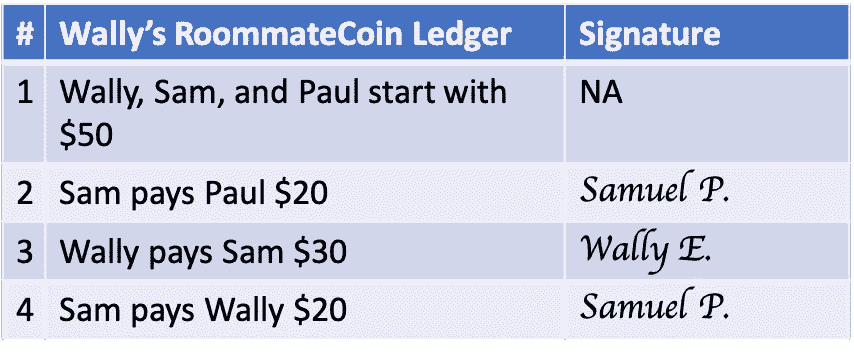 # Wally’s RoommateCoin Ledger Signature
1 Wally, Sam, and Paul start with NA
$50
2 Sam pays Paul $20 Samuel P.
3 Wally pays Sam $30 Wally E.
4 Sam pays Wally $20 Samuel P.